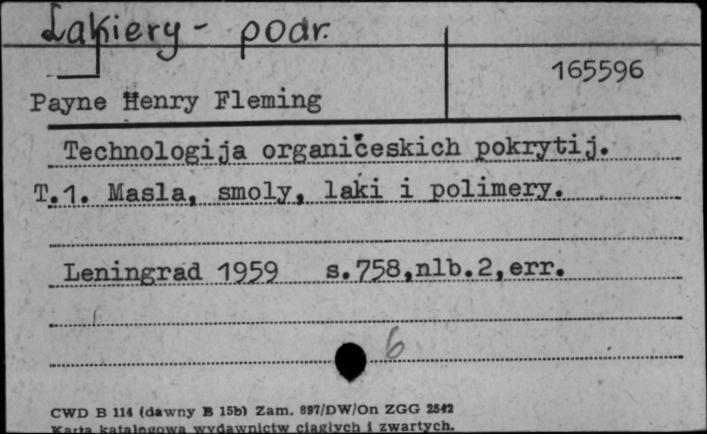 Lakiery - podr.
165596
Payne Henry Fleming
Technologija organičeskich pokrytij.
T.1. Masla, smoly, laki i polimery.
Leningrad 1959 s.758,nlb.2,err.
6
CWD B 114 (dawny B 15b) Zam. 897/DW/On ZGG 2542
Karta katalogowa wydawnictw ciągłych i zwartych.